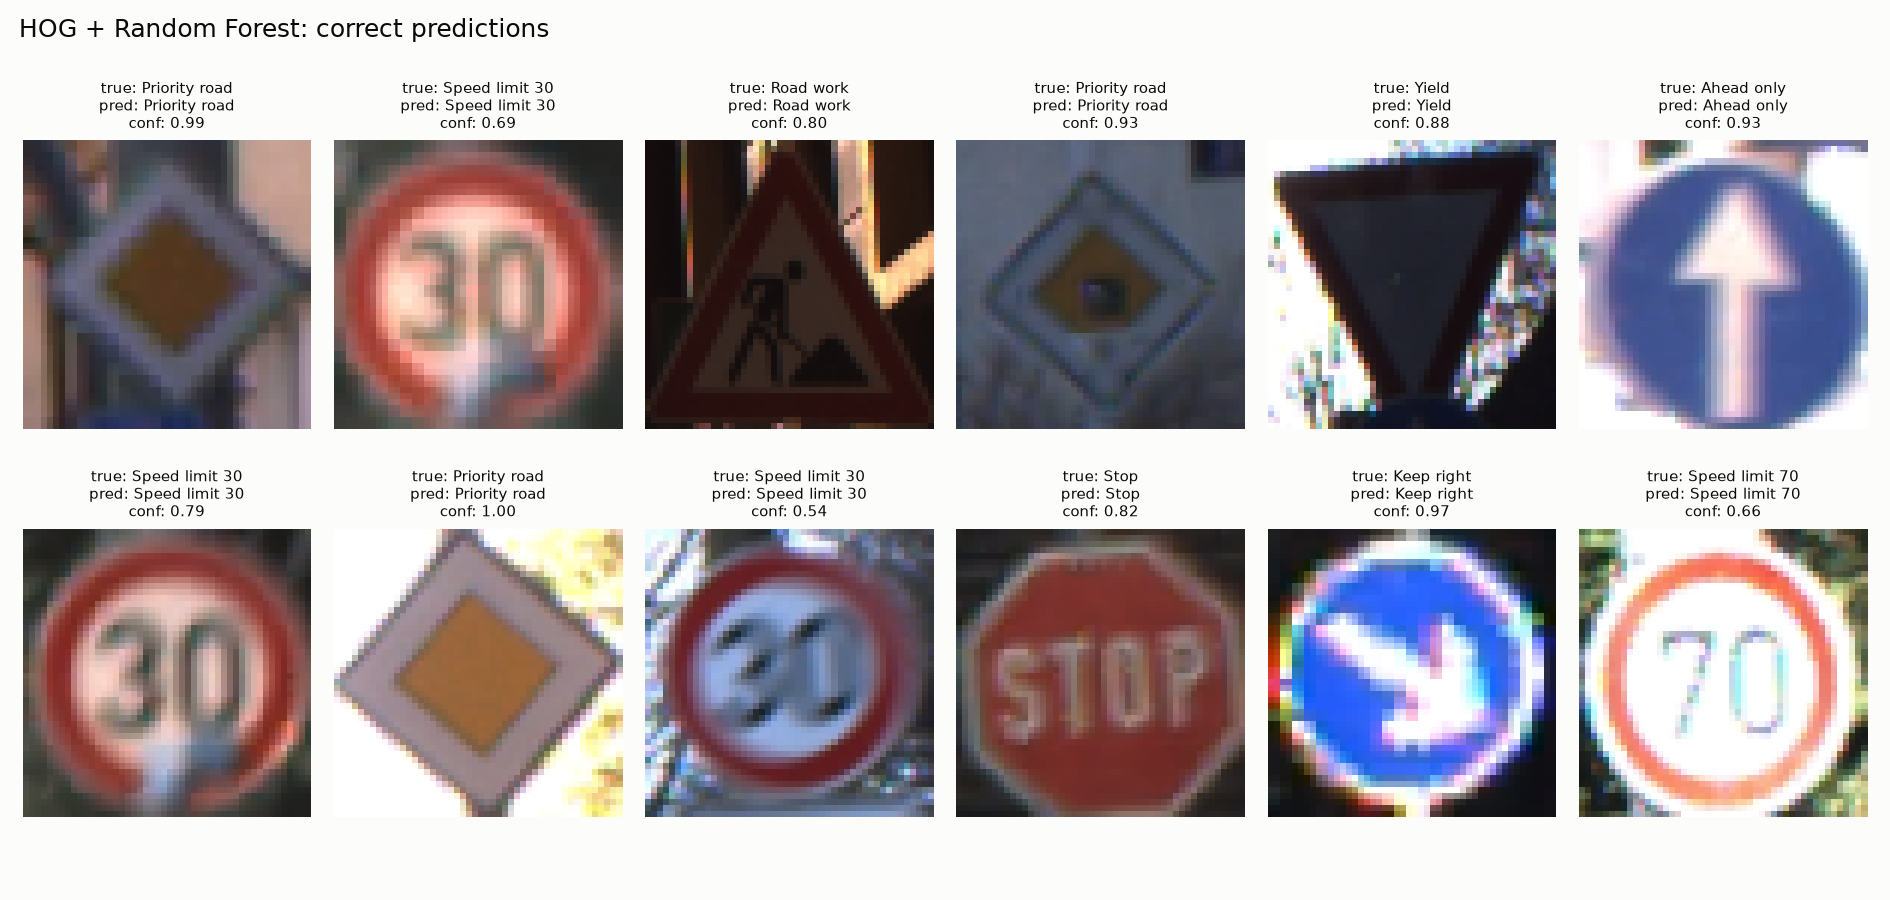 HOG + Random Forest: correct predictions
true: Priority road
pred: Priority road
conf: 0.99
true: Speed limit 30
pred: Speed limit 30
conf: 0.69
true: Road work
pred: Road work
conf: 0.80
true: Priority road
pred: Priority road
conf: 0.93
true: Yield
pred: Yield
conf: 0.88
true: Ahead only
pred: Ahead only
conf: 0.93
30
true: Speed limit 30
pred: Speed limit 30
conf: 0.79
true: Priority road
pred: Priority road
conf: 1.00
true: Speed limit 30
pred: Speed limit 30
conf: 0.54
true: Stop
pred: Stop
conf: 0.82
true: Keep right
pred: Keep right
conf: 0.97
true: Speed limit 70
pred: Speed limit 70
conf: 0.66
30
30
STOP
70